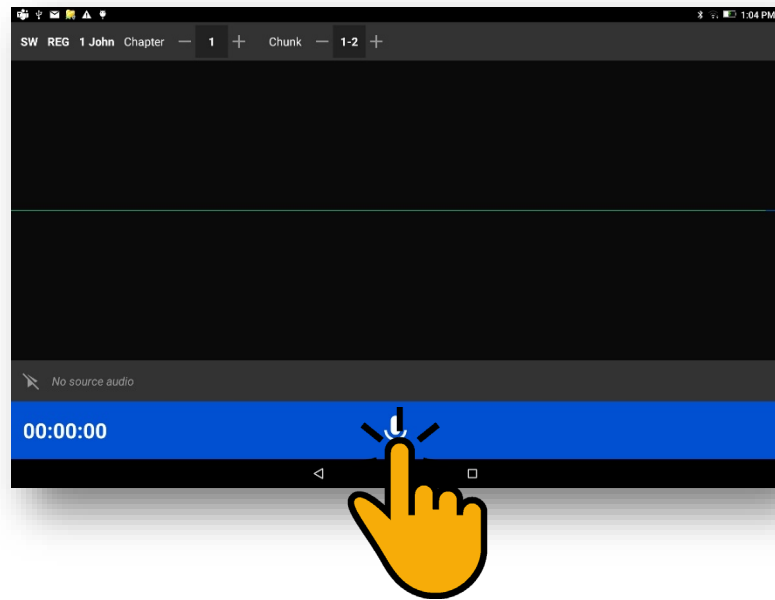 1:04 PM
SW REG 1 John Chapter — 1 + Chunk — 1-2 +
No source audio
00:00:00